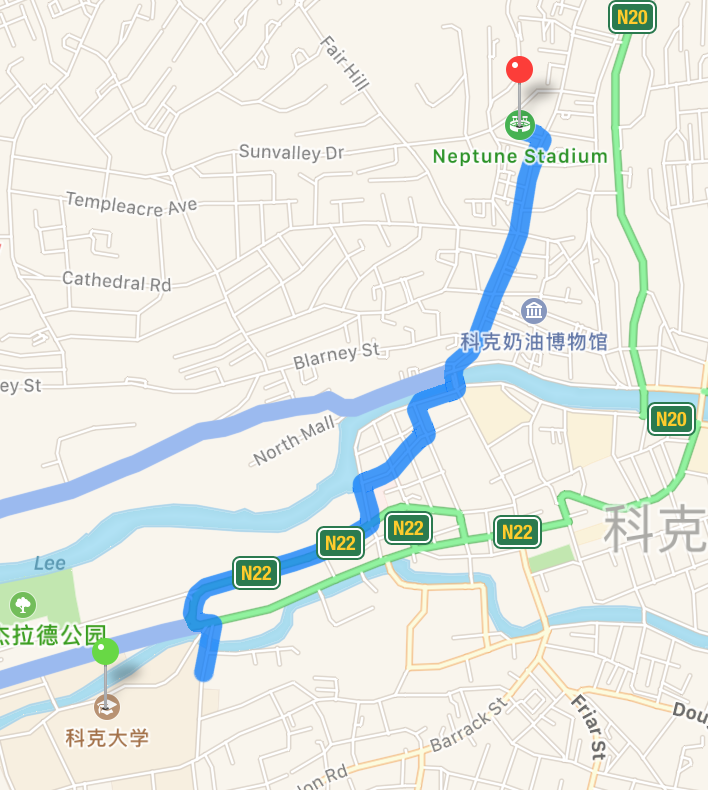 N20
Fair Hill
Neptune Stadium
Sunvalley Dr
Templeacre Ave
Cathedral Rd
科克奶油博物馆
Blarney St
ey St
N20
North Mall
科克
N22
N22
N22
N22
Lee
杰拉德公园
科克大学
Barrack St
Friar St
Dou
lon Rd